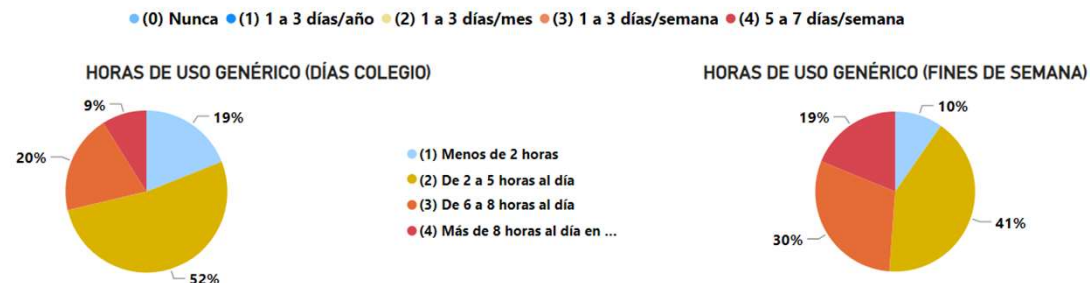 (0) Nunca (1) 1 a 3 días/año (2) 1 a 3 días/mes (3) 1 a 3 días/semana (4) 5 a 7 días/semana
HORAS DE USO GENÉRICO (DÍAS COLEGIO)
9%
19%
20%
52%
(1) Menos de 2 horas
(2) De 2 a 5 horas al día
(3) De 6 a 8 horas al día
(4) Más de 8 horas al día en ...
HORAS DE USO GENÉRICO (FINES DE SEMANA)
10%
19%
30%
41%